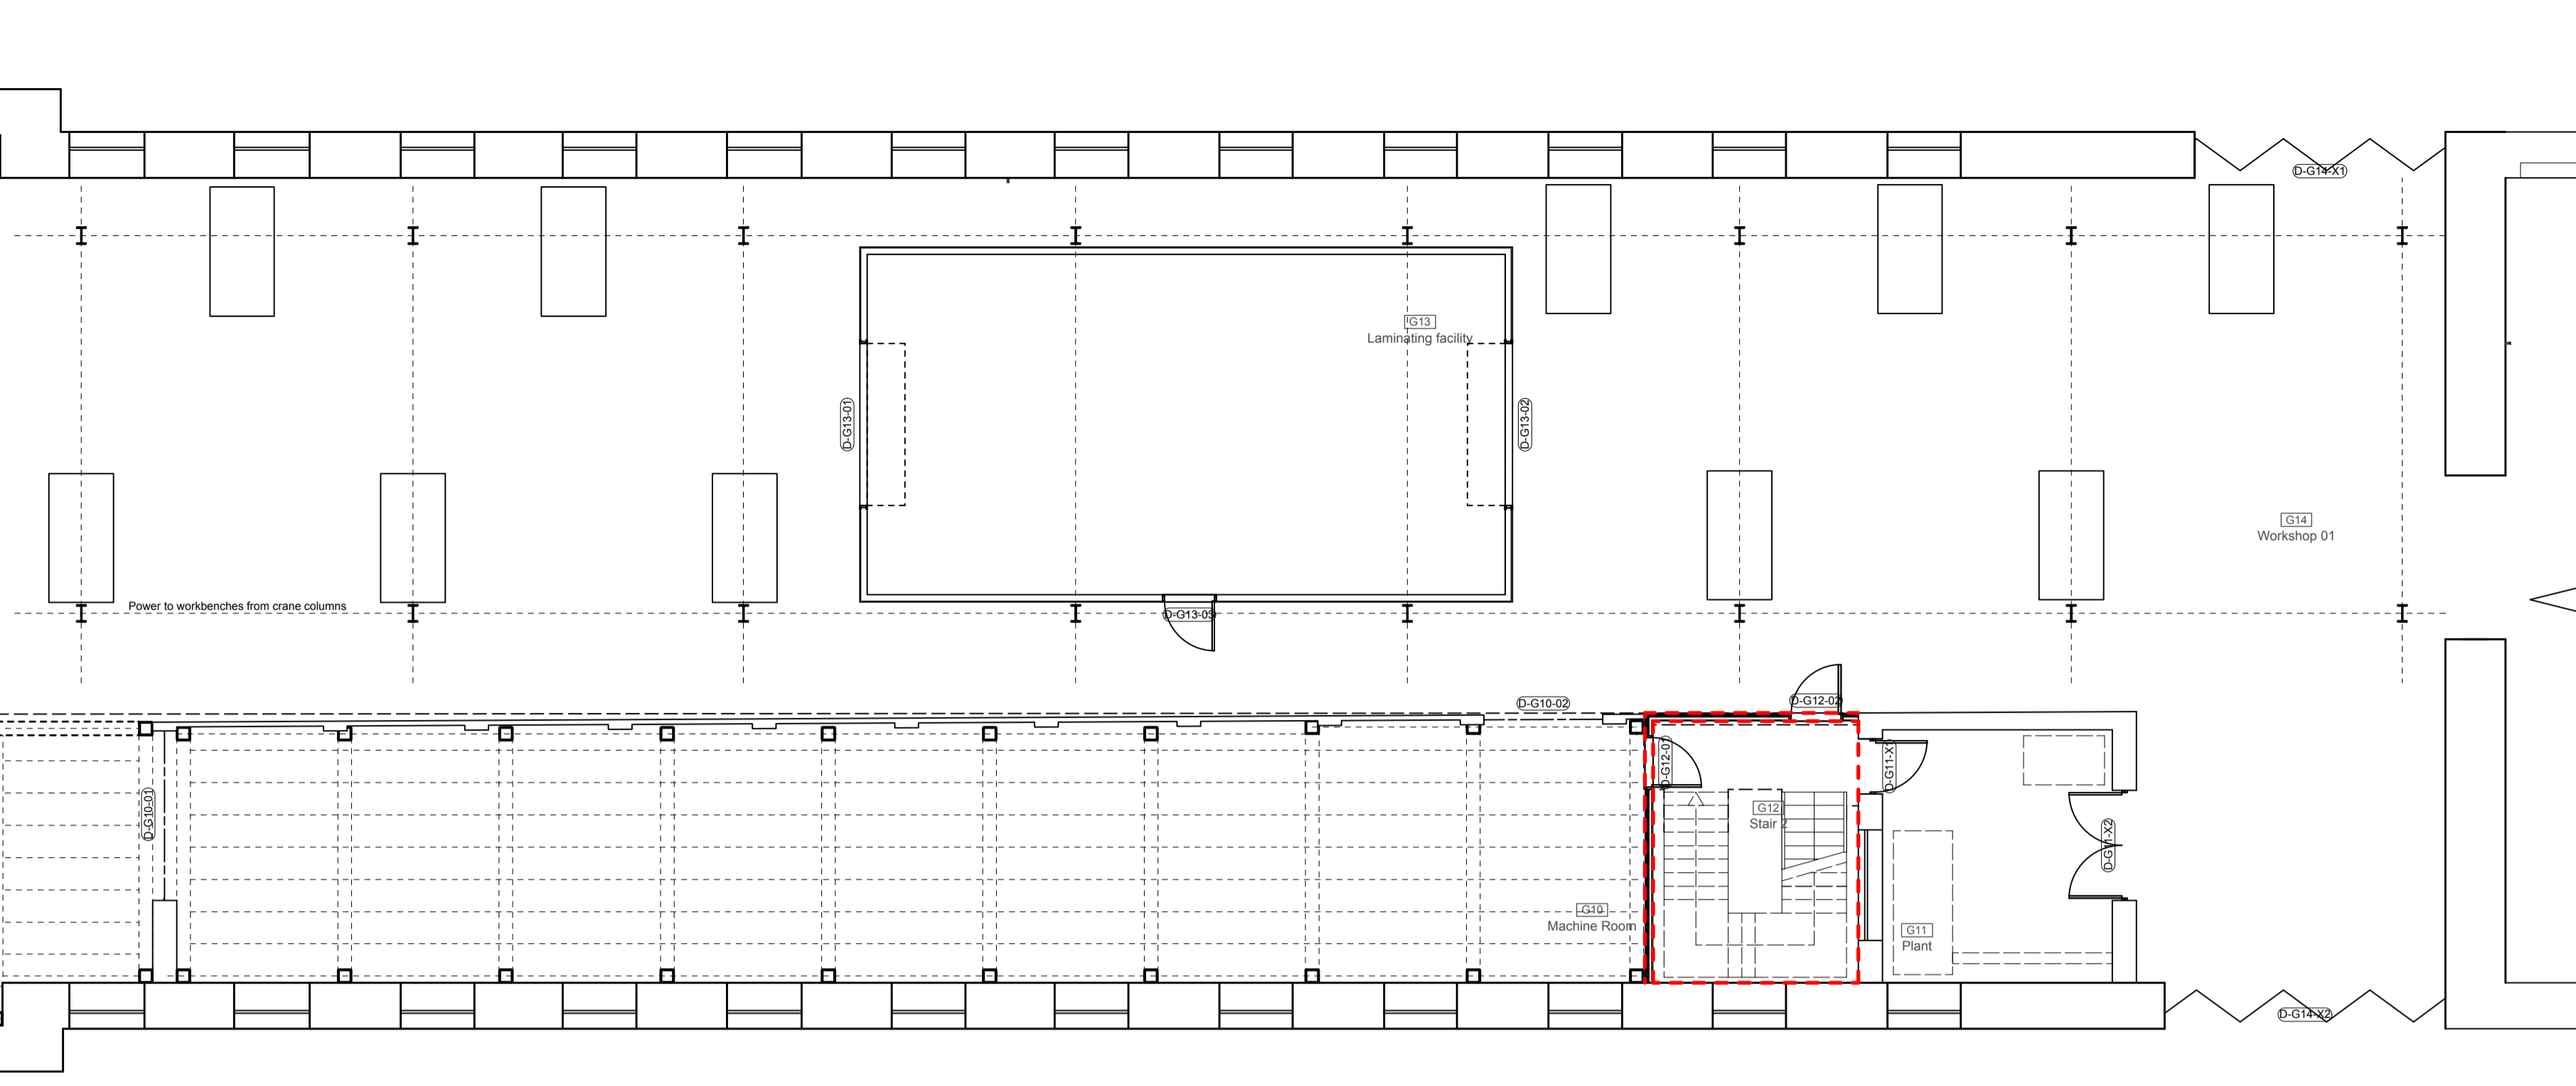 D-G14-X1
G13
Laminating facility
D-G13-01
D-G13-02
G14
Workshop 01
Power to workbenches from crane columns
D-G13-03
D-G10-02
D-G12-02
D-G12-01
D-G11-X1
D-G10-01
G12
Stair 2
D-G11-X2
G10
Machine Room
G11
Plant
D-G14-X2